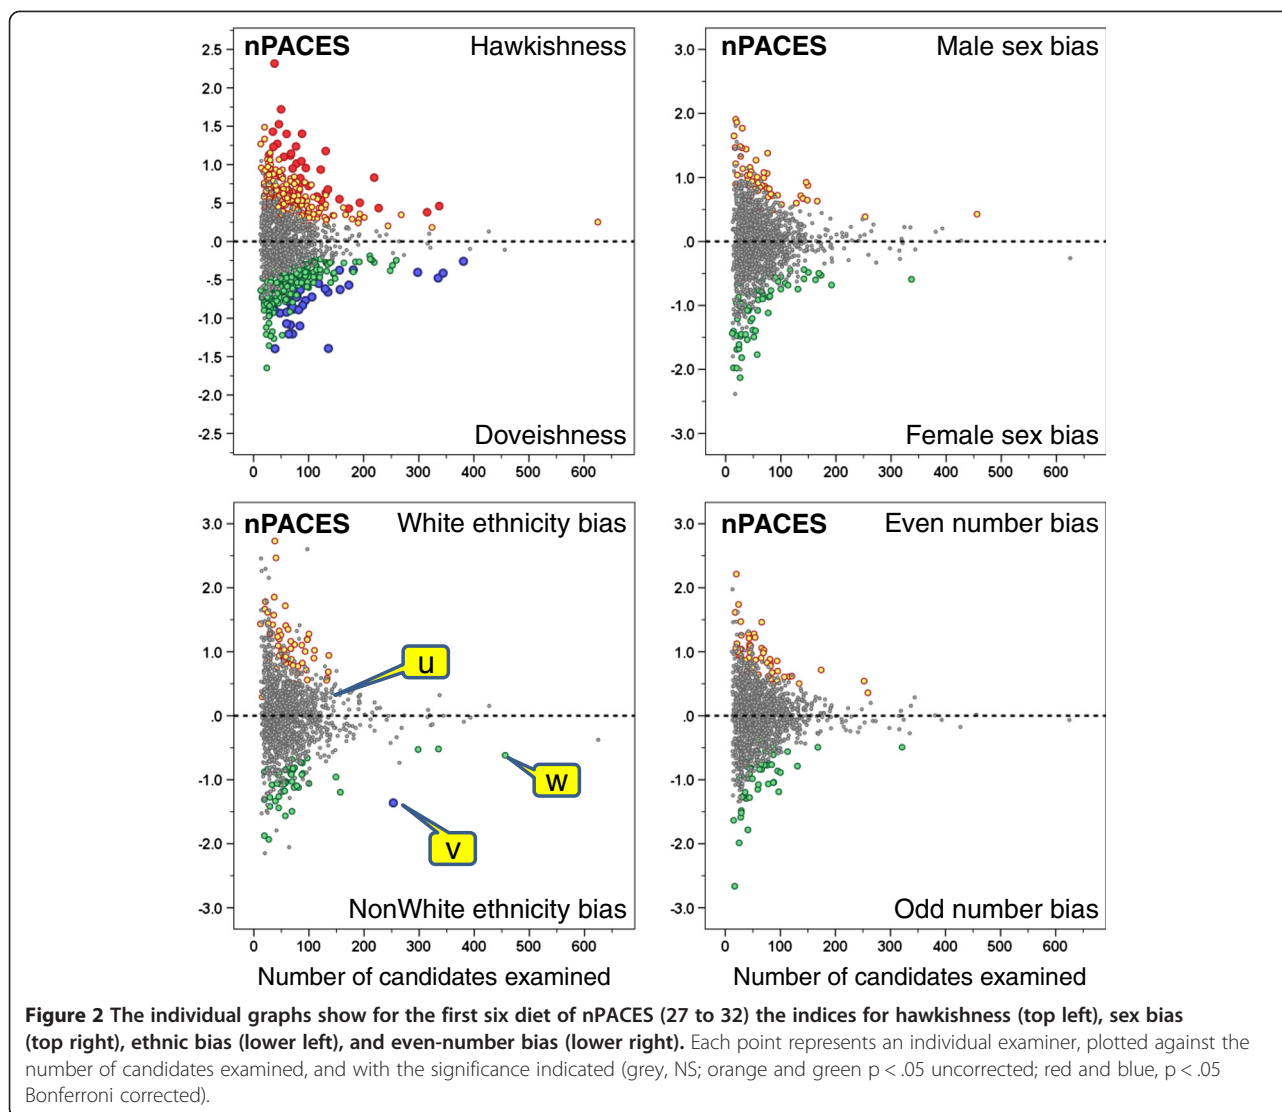 nPACES Hawkishness
2.5
2.0
1.5
1.0
.5
.0
-.5
-1.0
-1.5
-2.0
-2.5
Doveishness
0 100 200 300 400 500 600
nPACES Male sex bias
3.0
2.0
1.0
.0
-1.0
-2.0
-3.0
Female sex bias
0 100 200 300 400 500 600
nPACES White ethnicity bias
3.0
2.0
1.0
.0
-1.0
-2.0
-3.0
u
w
v
NonWhite ethnicity bias
0 100 200 300 400 500 600
Number of candidates examined
nPACES Even number bias
3.0
2.0
1.0
.0
-1.0
-2.0
-3.0
Odd number bias
0 100 200 300 400 500 600
Number of candidates examined
Figure 2 The individual graphs show for the first six diet of nPACES (27 to 32) the indices for hawkishness (top left), sex bias
(top right), ethnic bias (lower left), and even-number bias (lower right). Each point represents an individual examiner, plotted against the
number of candidates examined, and with the significance indicated (grey, NS; orange and green p < .05 uncorrected; red and blue, p < .05
Bonferroni corrected).